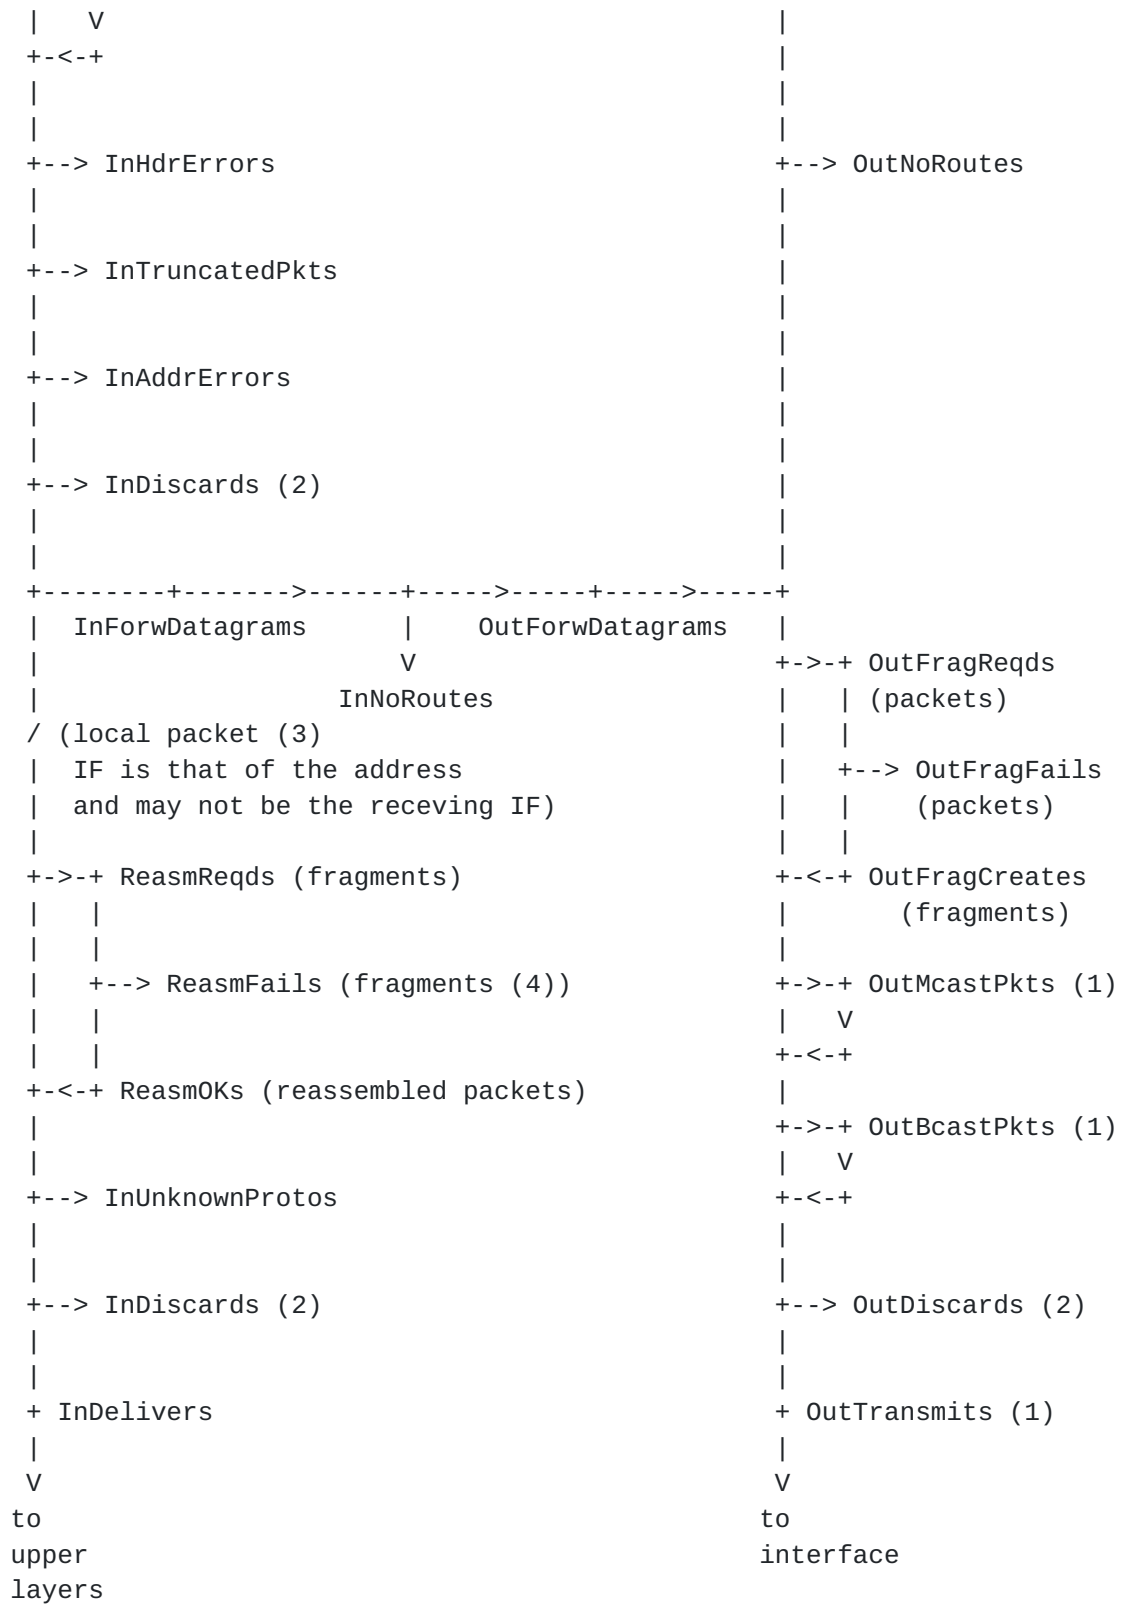 |   V                                           |
+-<-+                                           |
|                                               |
|                                               |
+--> InHdrErrors                                +--> OutNoRoutes
|                                               |
|                                               |
+--> InTruncatedPkts                            |
|                                               |
|                                               |
+--> InAddrErrors                               |
|                                               |
|                                               |
+--> InDiscards (2)                             |
|                                               |
|                                               |
+--------+------->------+----->-----+----->-----+
|  InForwDatagrams      |    OutForwDatagrams   |
|                       V                       +->-+ OutFragReqds
|                   InNoRoutes                  |   | (packets)
/ (local packet (3)                             |   |
|  IF is that of the address                    |   +--> OutFragFails
|  and may not be the receving IF)              |   |    (packets)
|                                               |   |
+->-+ ReasmReqds (fragments)                    +-<-+ OutFragCreates
|   |                                           |       (fragments)
|   |                                           |
|   +--> ReasmFails (fragments (4))             +->-+ OutMcastPkts (1)
|   |                                           |   V
|   |                                           +-<-+
+-<-+ ReasmOKs (reassembled packets)            |
|                                               +->-+ OutBcastPkts (1)
|                                               |   V
+--> InUnknownProtos                            +-<-+
|                                               |
|                                               |
+--> InDiscards (2)                             +--> OutDiscards (2)
|                                               |
|                                               |
+ InDelivers                                    + OutTransmits (1)
|                                               |
V                                               V
to                                              to
upper                                           interface
layers